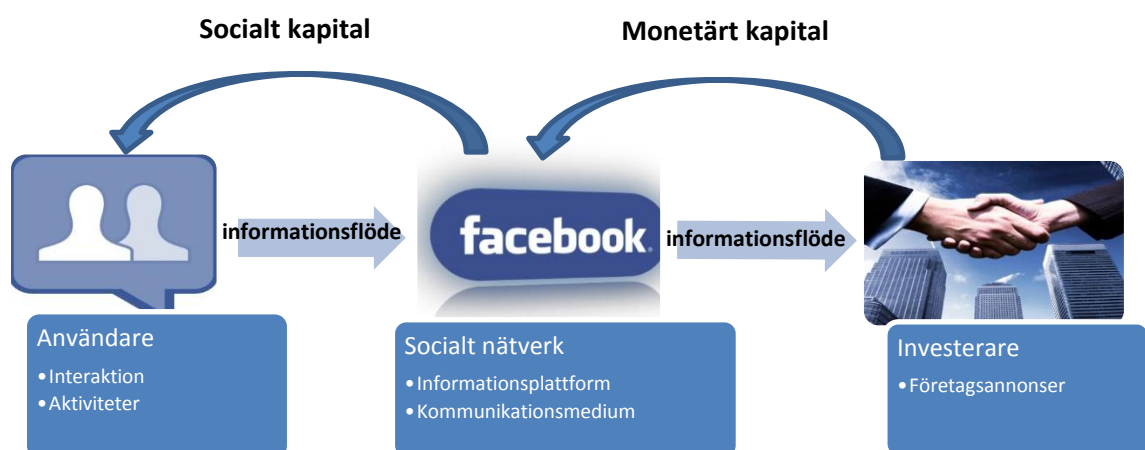 Socialt kapital
Monetärt kapital
informationsflöde
facebook.
informationsflöde
Användare
•Interaktion
•Aktiviteter
Socialt nätverk
•Informationsplattform
•Kommunikationsmedium
Investerare
•Företagsannonser